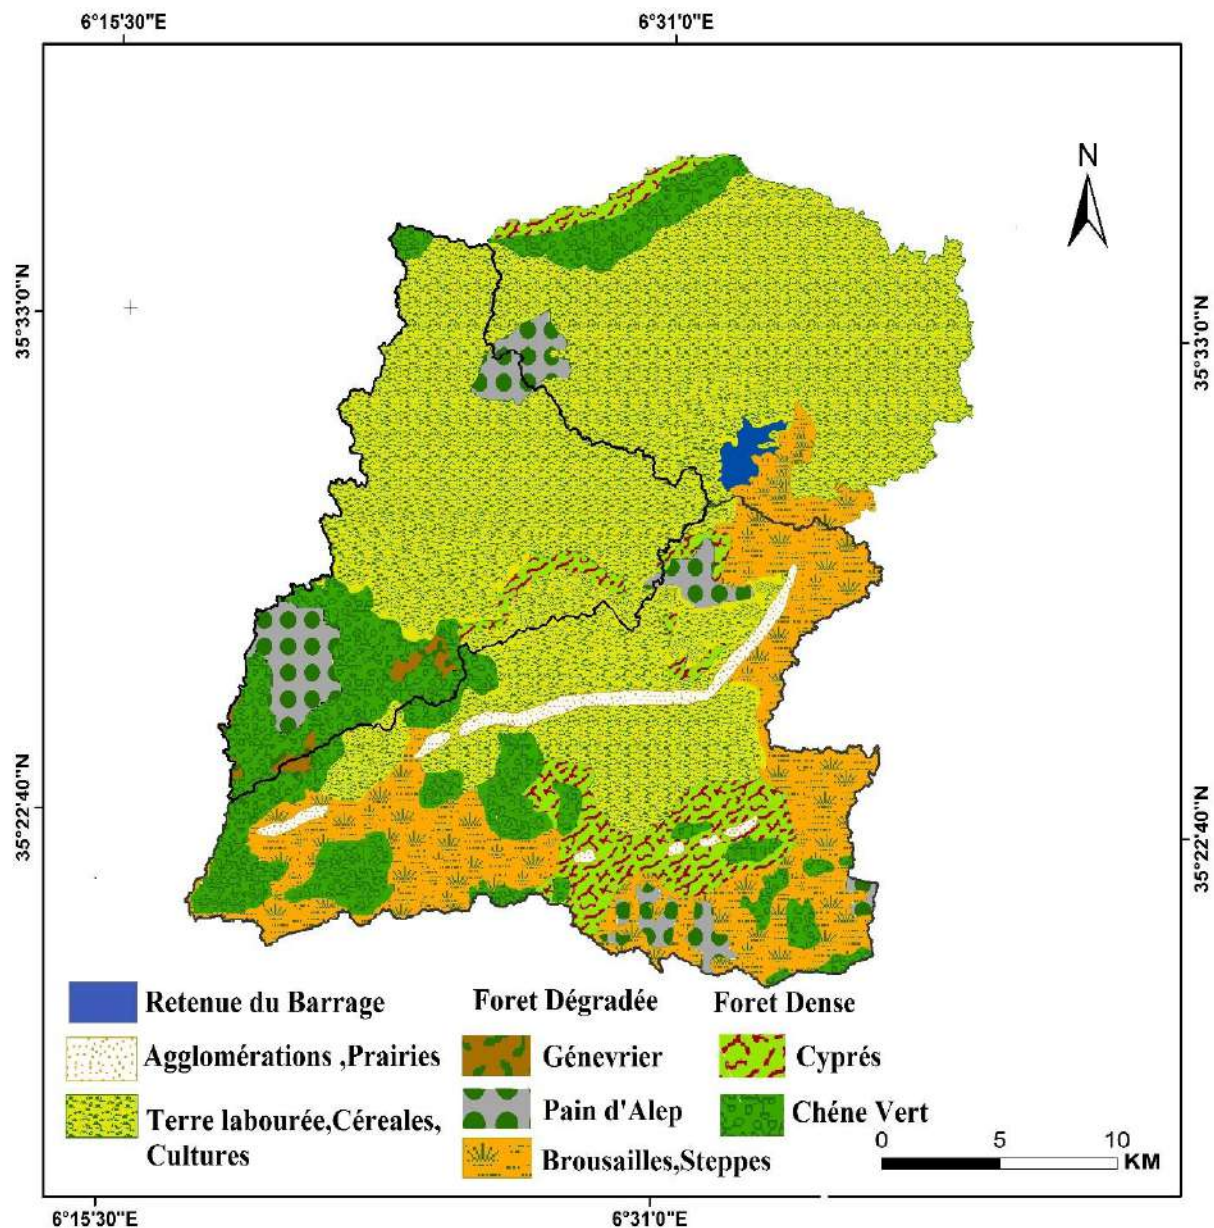 6°15'30"E
6°31'0"E
N
35°33'0"N
35°33'0"N
35°22'40"N
35°22'40"N
Retenue du Barrage
Agglomérations ,Prairies
Terre labourée,Céreales,
Cultures
Foret Dégradée
Génevrier
Pain d'Alep
Brousailles,Steppes
Foret Dense
Cyprés
Chéne Vert
0 5 10
KM
6°15'30"E
6°31'0"E